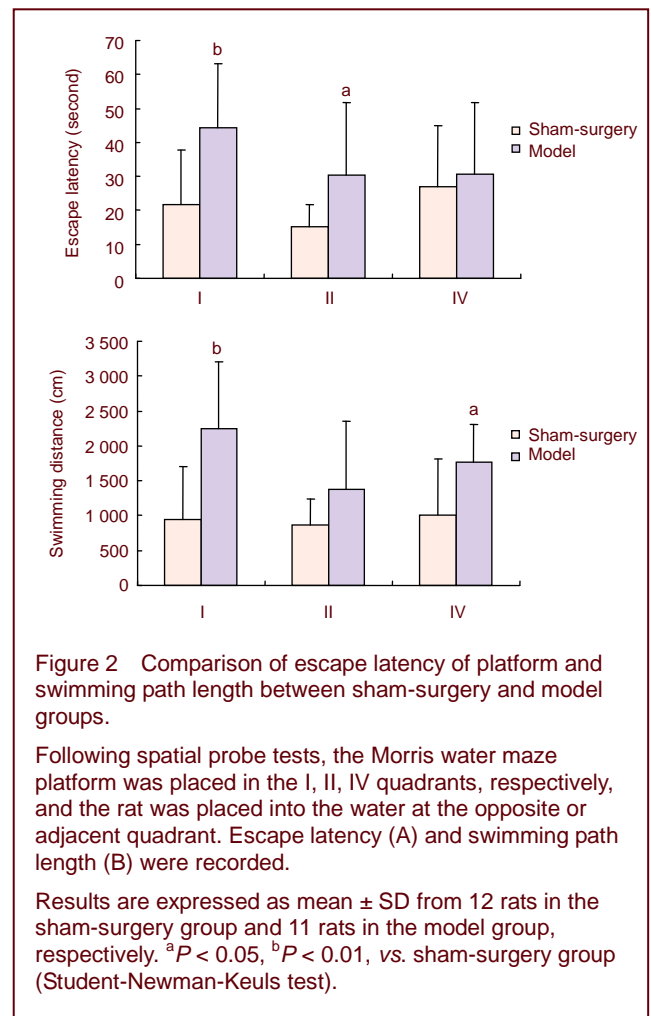 70
60
50
40
30
20
10
0
Escape latency (second)
b
a
Sham-surgery
Model
I II IV
3 500
3 000
2 500
2 000
1 500
1 000
500
0
Swimming distance (cm)
b
a
Sham-surgery
Model
I II IV
Figure 2 Comparison of escape latency of platform and
swimming path length between sham-surgery and model
groups.
Following spatial probe tests, the Morris water maze
platform was placed in the I, II, IV quadrants, respectively,
and the rat was placed into the water at the opposite or
adjacent quadrant. Escape latency (A) and swimming path
length (B) were recorded.
Results are expressed as mean ± SD from 12 rats in the
sham-surgery group and 11 rats in the model group,
respectively. ᵃP < 0.05, ᵇP < 0.01, vs. sham-surgery group
(Student-Newman-Keuls test).